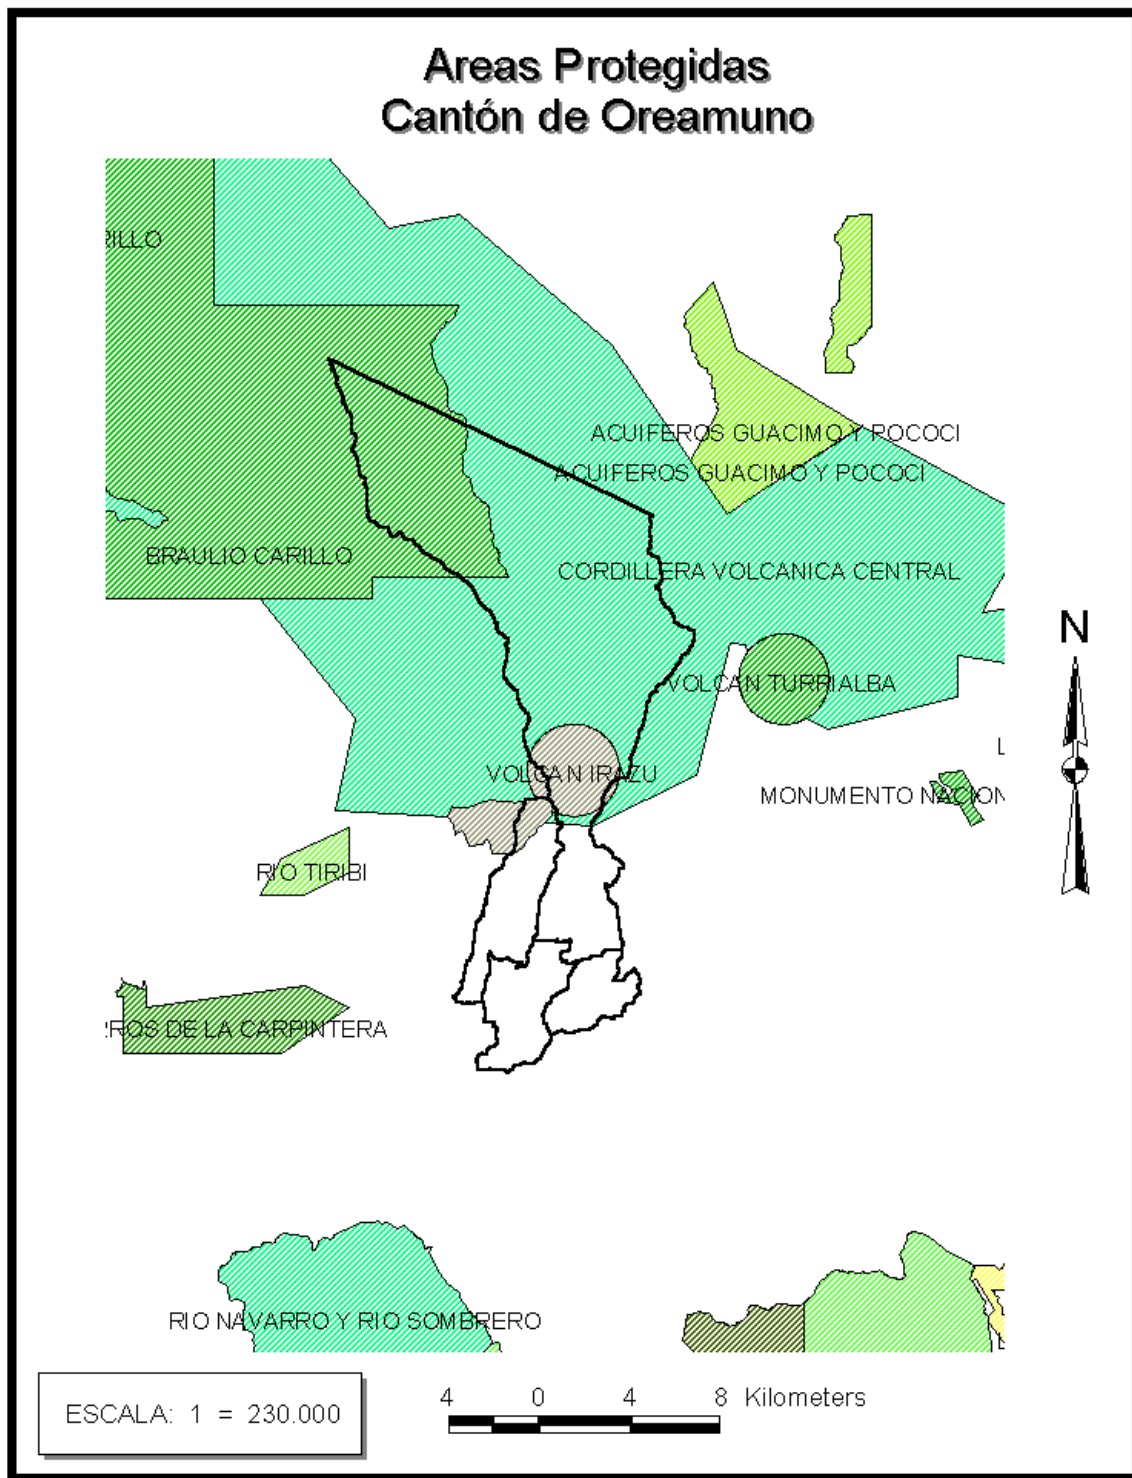 Areas Protegidas
Cantón de Oreamuno
RILLO
ACUIFEROS GUACIMO Y POCOCI
ACUIFEROS GUACIMO Y POCOCI
BRAULIO CARILLO
CORDILLERA VOLCANICA CENTRAL
N
VOLCAN TURRIALBA
L
VOLCAN IRAZU
MONUMENTO NACION
RIO TIRIBI
RROS DE LA CARPINTERA
RIO NAVARRO Y RIO SOMBRERO
L
4 0 4 8 Kilometers
ESCALA: 1 = 230.000